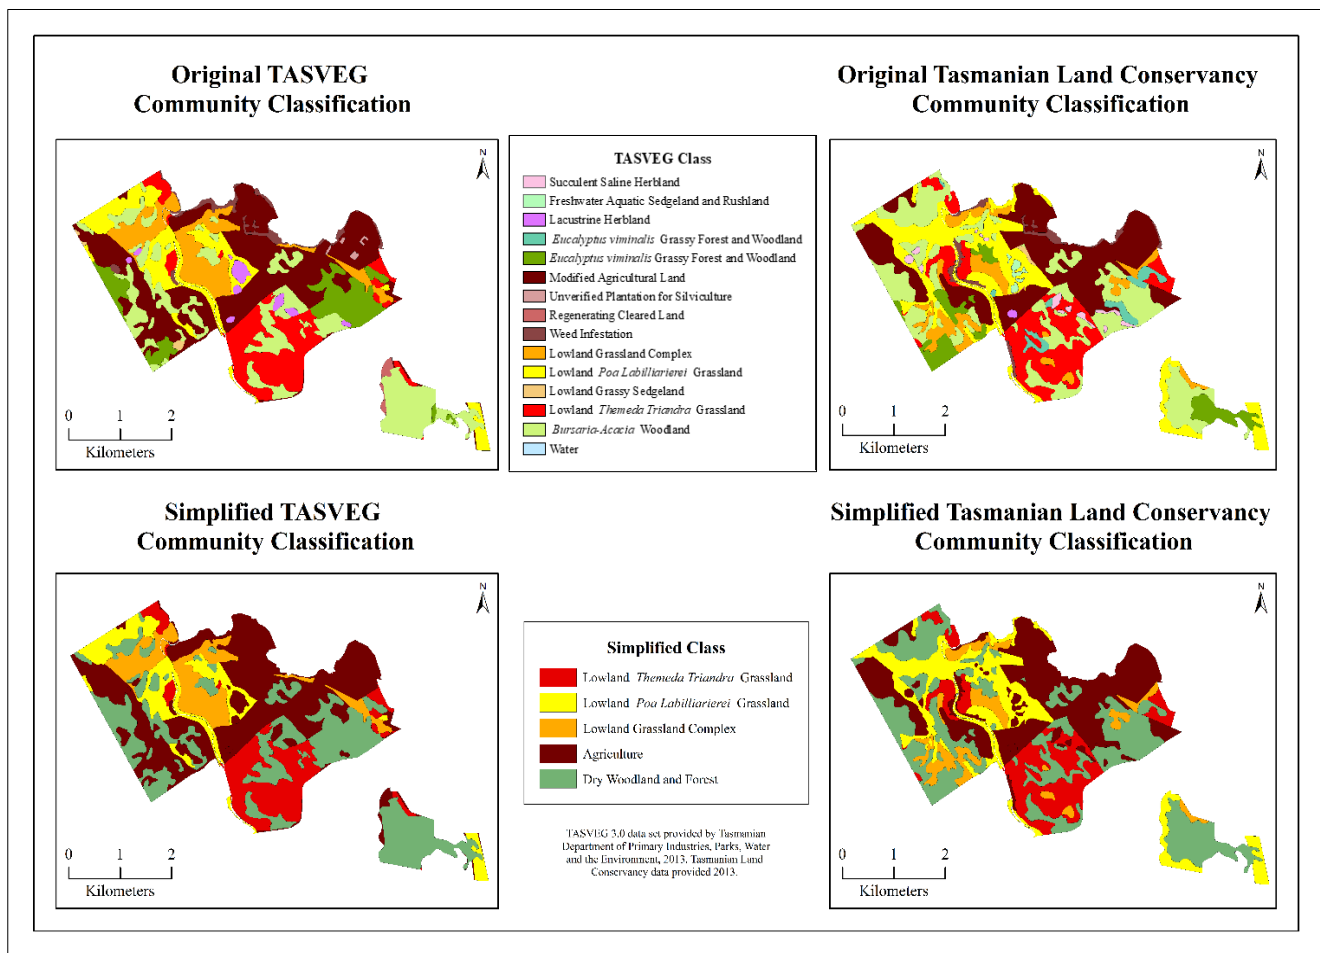 Original TASVEG
Community Classification
Original Tasmanian Land Conservancy
Community Classification
N
0 1 2
Kilometers
TASVEG Class
Succulent Saline Herbland
Freshwater Aquatic Sedgeland and Rushland
Lacustrine Herbland
Eucalyptus viminalis Grassy Forest and Woodland
Eucalyptus viminalis Grassy Forest and Woodland
Modified Agricultural Land
Unverified Plantation for Silviculture
Regenerating Cleared Land
Weed Infestation
Lowland Grassland Complex
Lowland Poa Labilliarierei Grassland
Lowland Grassy Sedgeland
Lowland Themeda Triandra Grassland
Bursaria-Acacia Woodland
Water
N
0 1 2
Kilometers
Simplified TASVEG
Community Classification
Simplified Tasmanian Land Conservancy
Community Classification
N
0 1 2
Kilometers
Simplified Class
Lowland Themeda Triandra Grassland
Lowland Poa Labilliarierei Grassland
Lowland Grassland Complex
Agriculture
Dry Woodland and Forest
TASVEG 3.0 data set provided by Tasmanian
Department of Primary Industries, Parks, Water
and the Environment, 2013. Tasmanian Land
Conservancy data provided 2013.
N
0 1 2
Kilometers